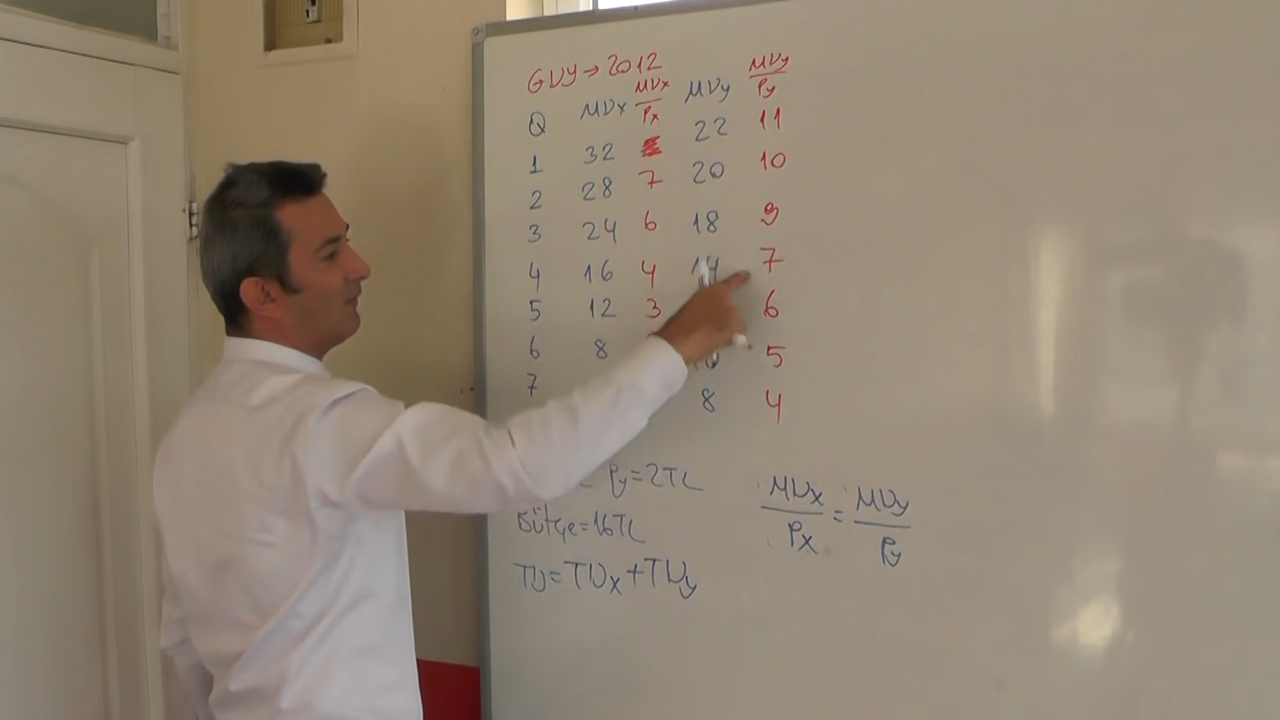 GUY → 2012
Q MUx MUx/Px MUy MUy/Py
1 32 22 11
2 28 7 20 10
3 24 6 18 9
4 16 4 14 7
5 12 3 6
6 8 10 5
7 8 4
Py=2TL
Bütçe=16TL
TU=TUx+TUy
MUx/Px = MUy/Py